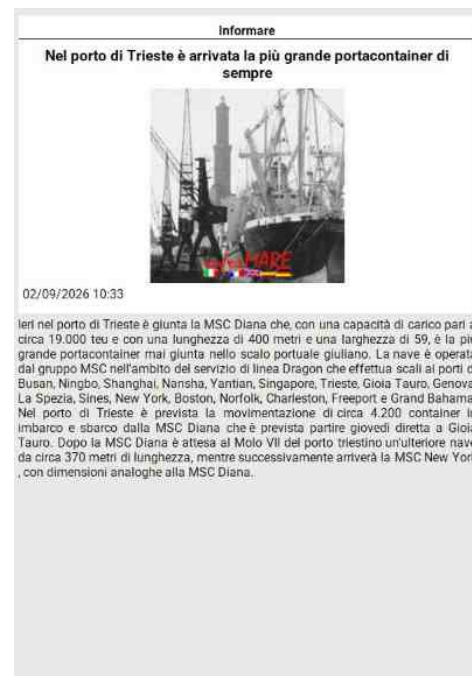 Informare
Nel porto di Trieste è arrivata la più grande portacontainer di
sempre
inforMARE
02/09/2026 10:33
Ieri nel porto di Trieste è giunta la MSC Diana che, con una capacità di carico pari a
circa 19.000 teu e con una lunghezza di 400 metri e una larghezza di 59, è la più
grande portacontainer mai giunta nello scalo portuale giuliano. La nave è operata
dal gruppo MSC nell'ambito del servizio di linea Dragon che effettua scali ai porti di
Busan, Ningbo, Shanghai, Nansha, Yantian, Singapore, Trieste, Gioia Tauro, Genova,
La Spezia, Sines, New York, Boston, Norfolk, Charleston, Freeport e Grand Bahama.
Nel porto di Trieste è prevista la movimentazione di circa 4.200 container in
imbarco e sbarco dalla MSC Diana che è prevista partire giovedì diretta a Gioia
Tauro. Dopo la MSC Diana è attesa al Molo VII del porto triestino un'ulteriore nave
da circa 370 metri di lunghezza, mentre successivamente arriverà la MSC New York
, con dimensioni analoghe alla MSC Diana.